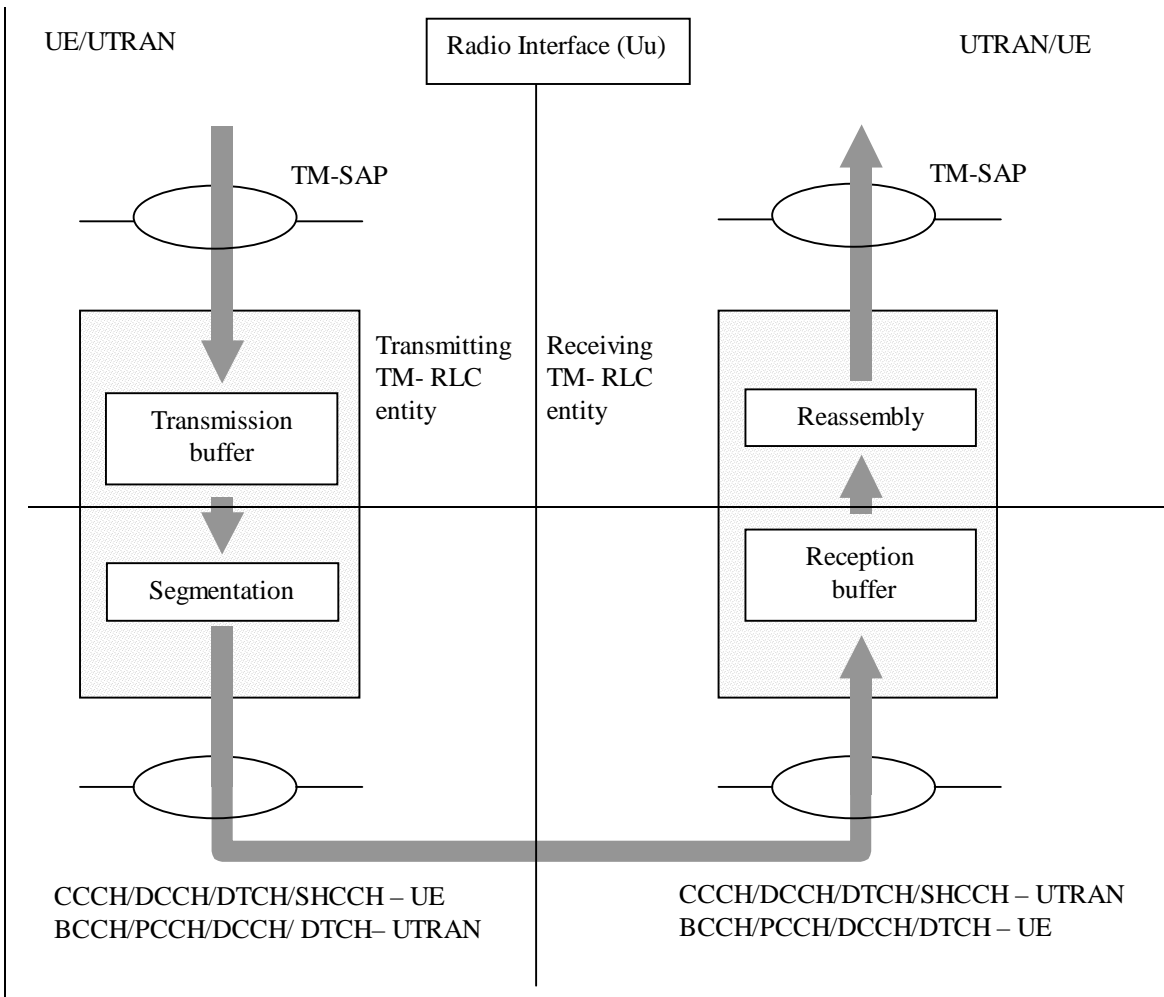 UE/UTRAN
Radio Interface (Uu)
UTRAN/UE
TM-SAP
TM-SAP
Transmitting
TM- RLC
entity
Receiving
TM- RLC
entity
Transmission
buffer
Reassembly
Segmentation
Reception
buffer
CCCH/DCCH/DTCH/SHCCH – UE
BCCH/PCCH/DCCH/ DTCH– UTRAN
CCCH/DCCH/DTCH/SHCCH – UTRAN
BCCH/PCCH/DCCH/DTCH – UE